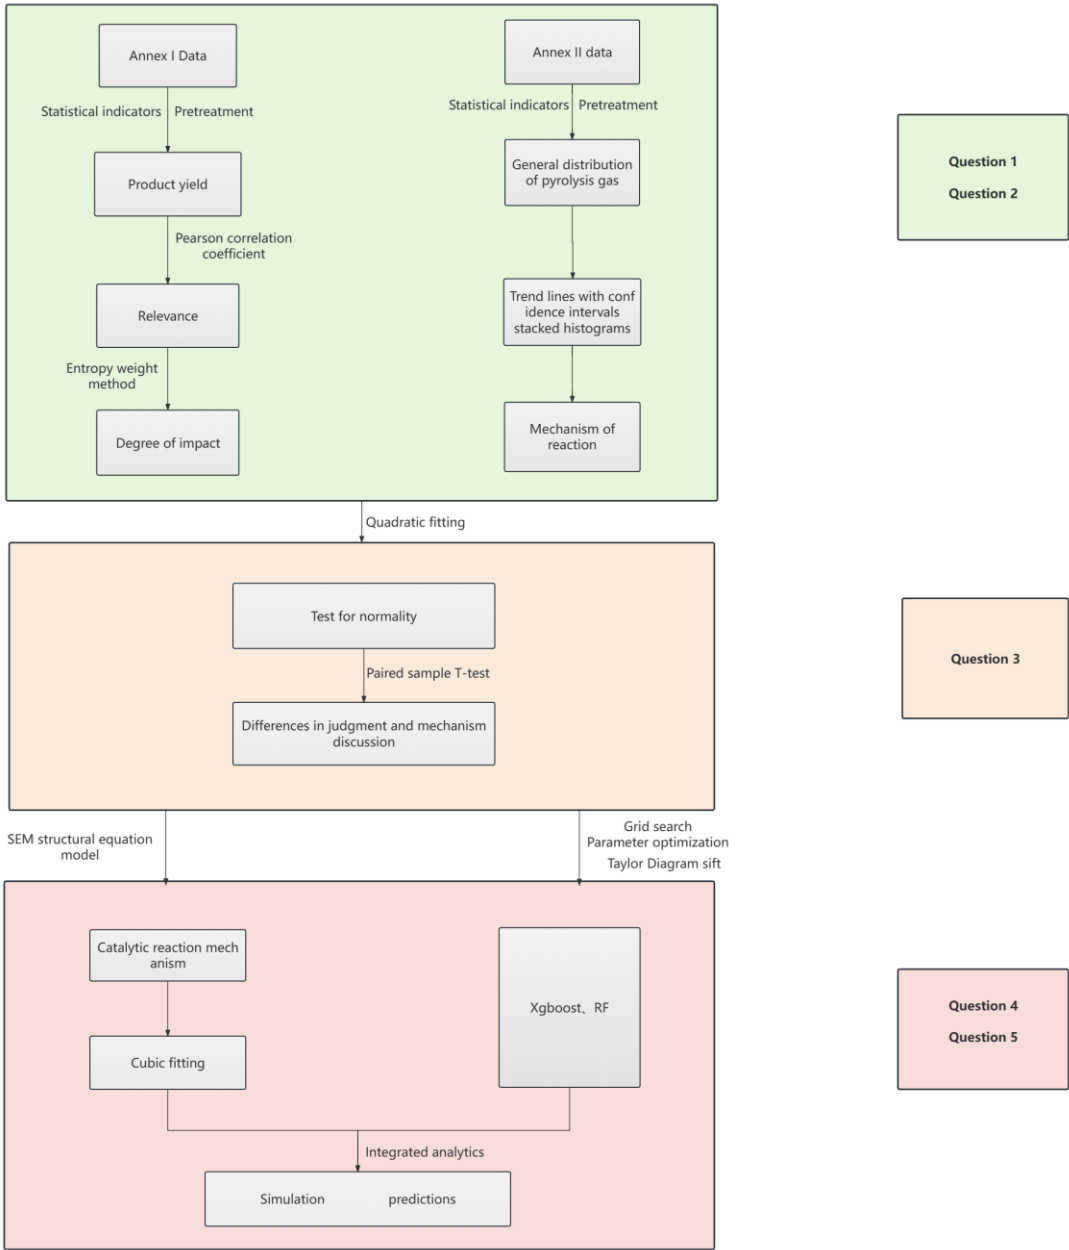 Annex I Data
Statistical indicators
Pretreatment
Product yield
Pearson correlation
coefficient
Relevance
Entropy weight
method
Degree of impact
Annex II data
Statistical indicators
Pretreatment
General distribution
of pyrolysis gas
Trend lines with conf
idence intervals
stacked histograms
Mechanism of
reaction
Question 1
Question 2
Quadratic fitting
Test for normality
Paired sample T-test
Differences in judgment and mechanism
discussion
Question 3
SEM structural equation
model
Grid search
Parameter optimization
Taylor Diagram sift
Catalytic reaction mech
anism
Cubic fitting
Xgboost、RF
Integrated analytics
Simulation predictions
Question 4
Question 5